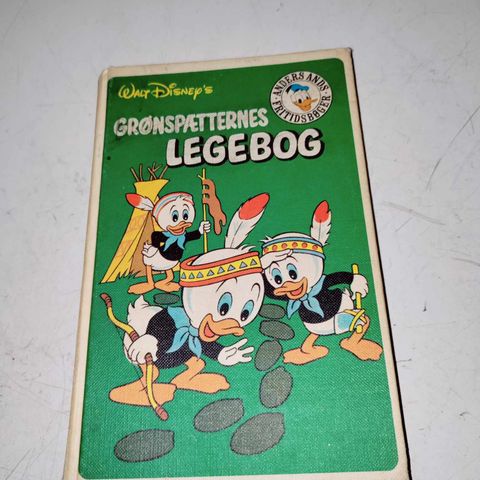 Walt Disney's
ANDERS ANDS
FRITIDSBØGER
GRØNSPÆTTERNES
LEGEBOG